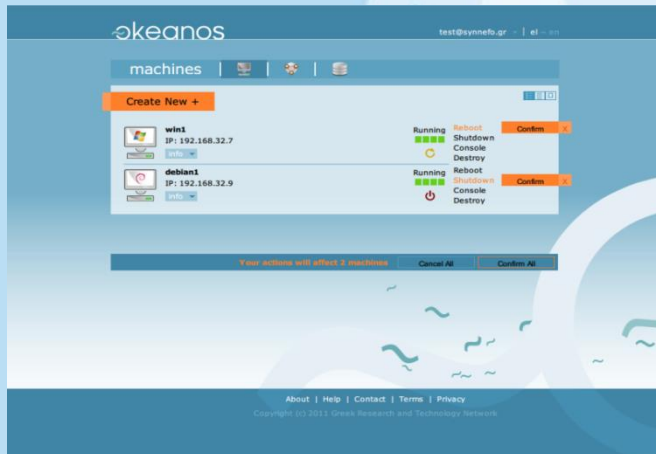 ~okeanos
test@synnefo.gr | el – en
machines | | |
Create New +
win1
IP: 192.168.32.7
info
Running
Reboot
Shutdown
Console
Destroy
Confirm X
debian1
IP: 192.168.32.9
info
Running
Reboot
Shutdown
Console
Destroy
Confirm X
Your actions will affect 2 machines
Cancel All
Confirm All
About | Help | Contact | Terms | Privacy
Copyright (c) 2011 Greek Research and Technology Network